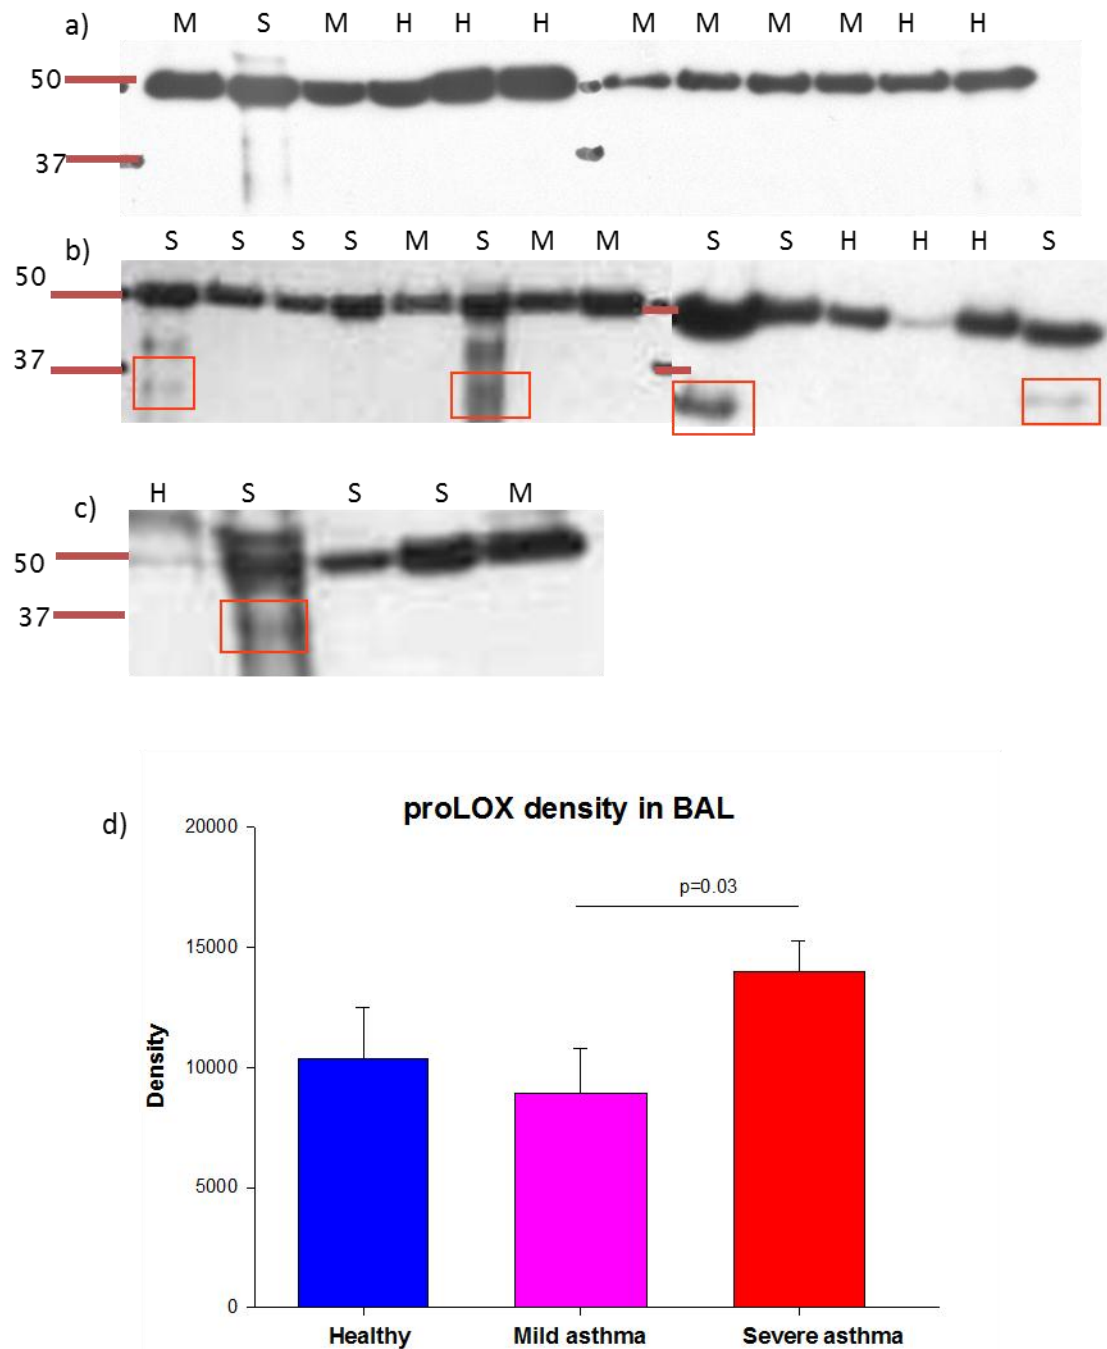 a) M S M H H H M M M M H H
50
37
b) S S S S M S M M S S H H H S
50
37
c) H S S S M
50
37
d) proLOX density in BAL
20000
p=0.03
15000
10000
5000
0
Density
Healthy Mild asthma Severe asthma